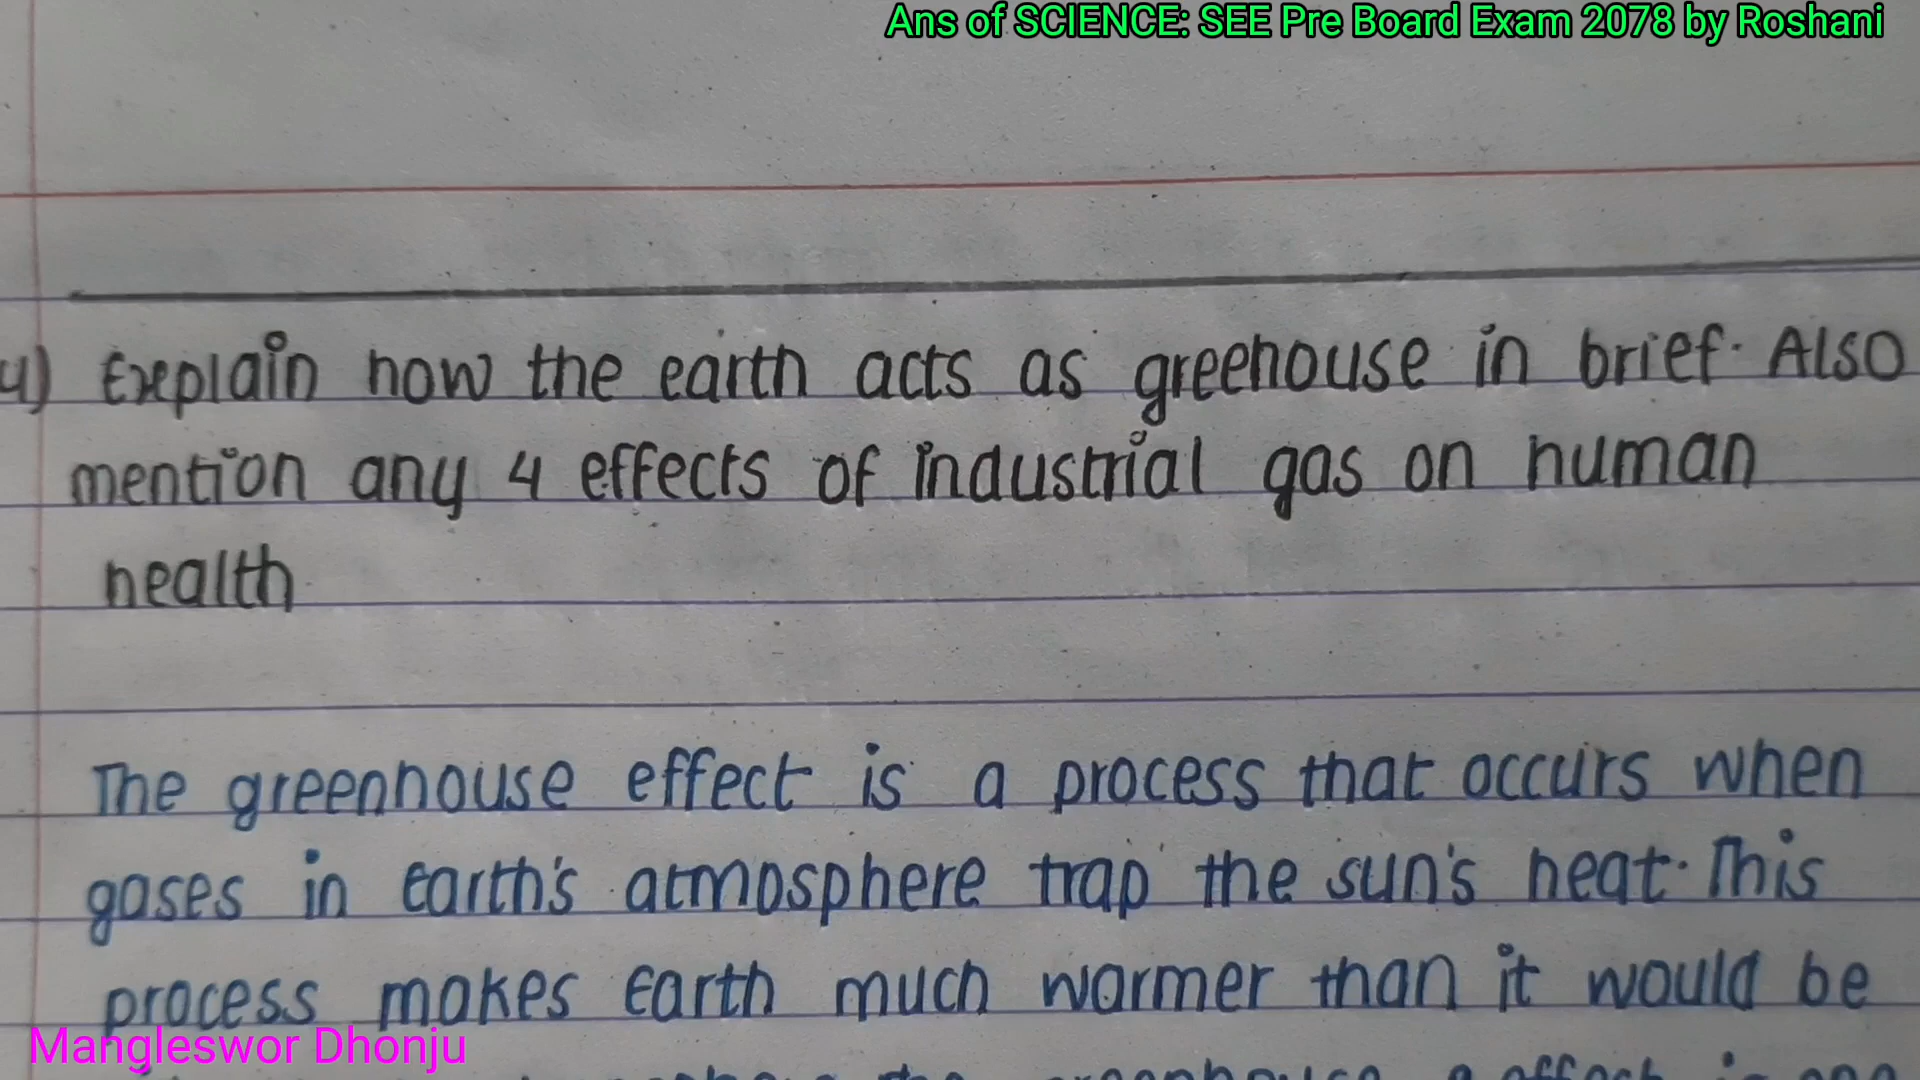 Ans of SCIENCE: SEE Pre Board Exam 2078 by Roshani
4) Explain how the earth acts as greehouse in brief. Also
mention any 4 effects of industrial gas on human
health
The greenhouse effect is a process that occurs when
gases in Earth's atmosphere trap the sun's heat. This
process makes Earth much warmer than it would be
Mangleswor Dhonju